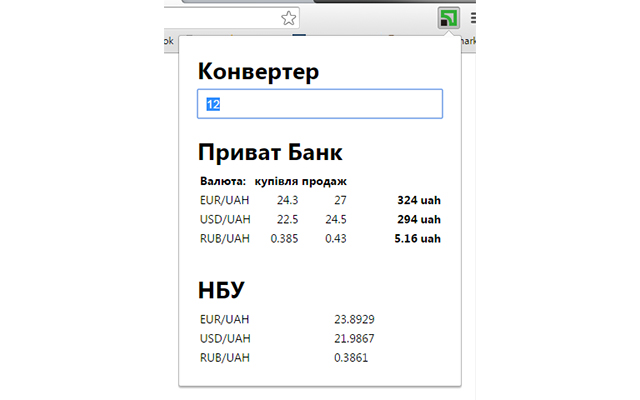 ok
mark
Конвертер
12
Приват Банк
Валюта: купівля продаж
EUR/UAH 24.3 27 324 uah
USD/UAH 22.5 24.5 294 uah
RUB/UAH 0.385 0.43 5.16 uah
НБУ
EUR/UAH 23.8929
USD/UAH 21.9867
RUB/UAH 0.3861